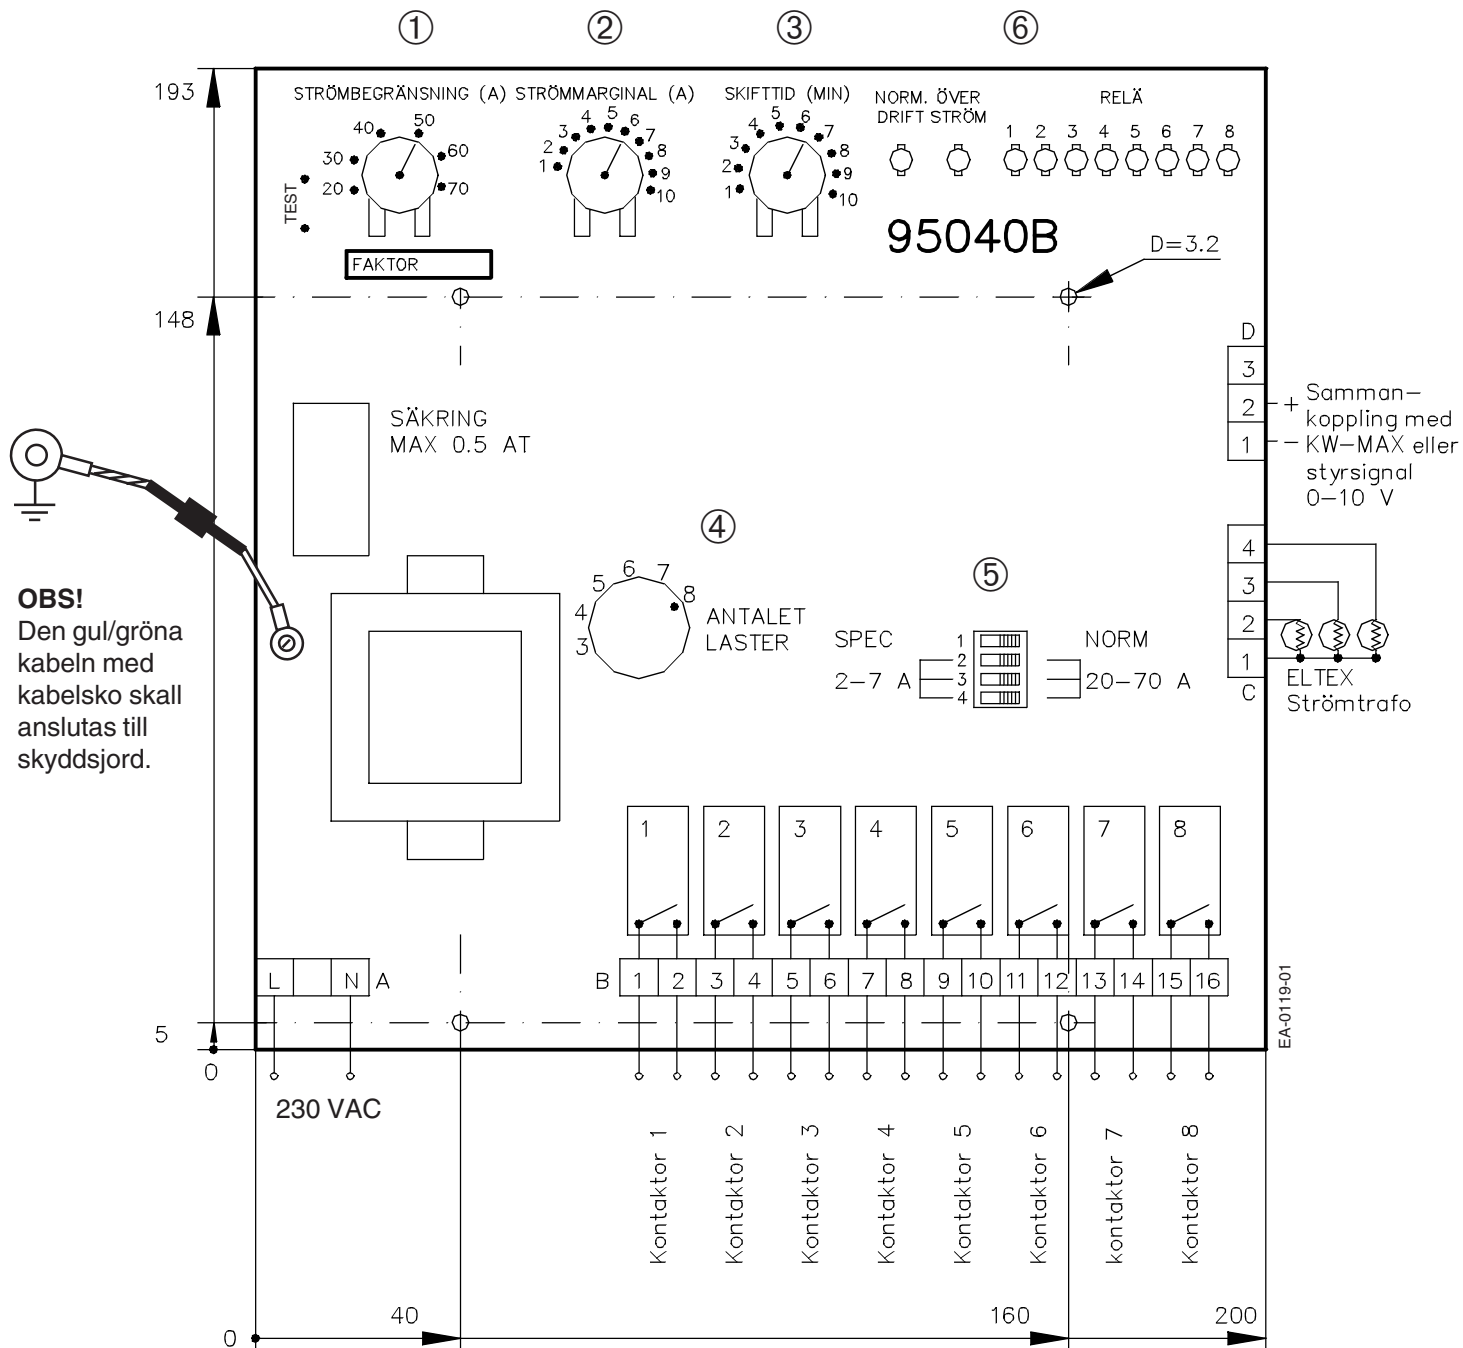 ① ② ③ ⑥
193
STRÖMBEGRÄNSNING (A) STRÖMMARGINAL (A) SKIFTTID (MIN)
NORM. ÖVER
DRIFT STRÖM
RELÄ
20 30 40 50 60 70
1 2 3 4 5 6 7 8 9 10
1 2 3 4 5 6 7 8 9 10
1 2 3 4 5 6 7 8
TEST
FAKTOR
95040B
D=3.2
148
SÄKRING
MAX 0.5 AT
D
3
2
1
+
-
Samman-
koppling med
KW-MAX eller
styrsignal
0-10 V
④
3 4 5 6 7 8
ANTALET
LASTER
⑤
SPEC
2-7 A
1
2
3
4
NORM
20-70 A
4
3
2
1
C
ELTEX
Strömtrafo
OBS!
Den gul/gröna
kabeln med
kabelsko skall
anslutas till
skyddsjord.
1 2 3 4 5 6 7 8
L N A
B 1 2 3 4 5 6 7 8 9 10 11 12 13 14 15 16
EA-0119-01
5
0
230 VAC
Kontaktor 1
Kontaktor 2
Kontaktor 3
Kontaktor 4
Kontaktor 5
Kontaktor 6
kontaktor 7
Kontaktor 8
0 40 160 200